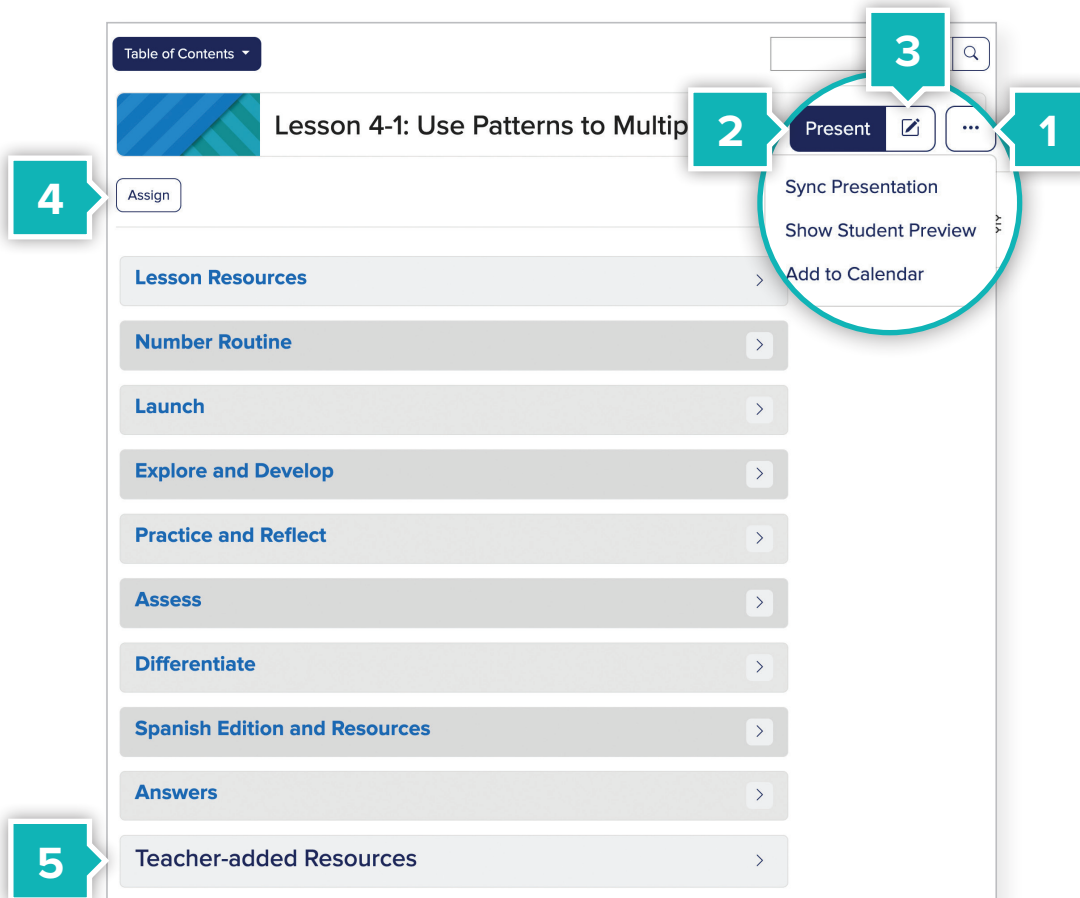 Table of Contents
3
Lesson 4-1: Use Patterns to Multip
2
Present
...
1
4
Assign
Sync Presentation
Show Student Preview
Add to Calendar
Lesson Resources
Number Routine
Launch
Explore and Develop
Practice and Reflect
Assess
Differentiate
Spanish Edition and Resources
Answers
5
Teacher-added Resources